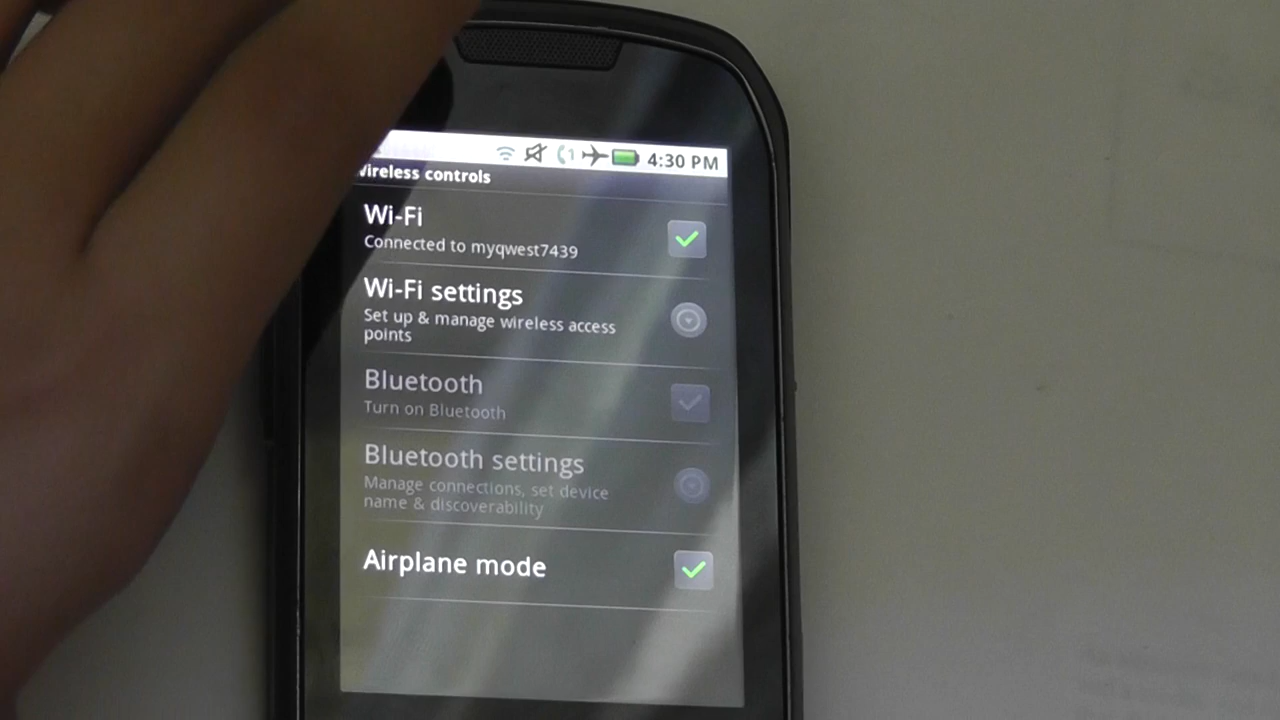 1 4:30 PM
Wireless controls
Wi-Fi
Connected to myqwest7439
Wi-Fi settings
Set up & manage wireless access
points
Bluetooth
Turn on Bluetooth
Bluetooth settings
Manage connections, set device
name & discoverability
Airplane mode